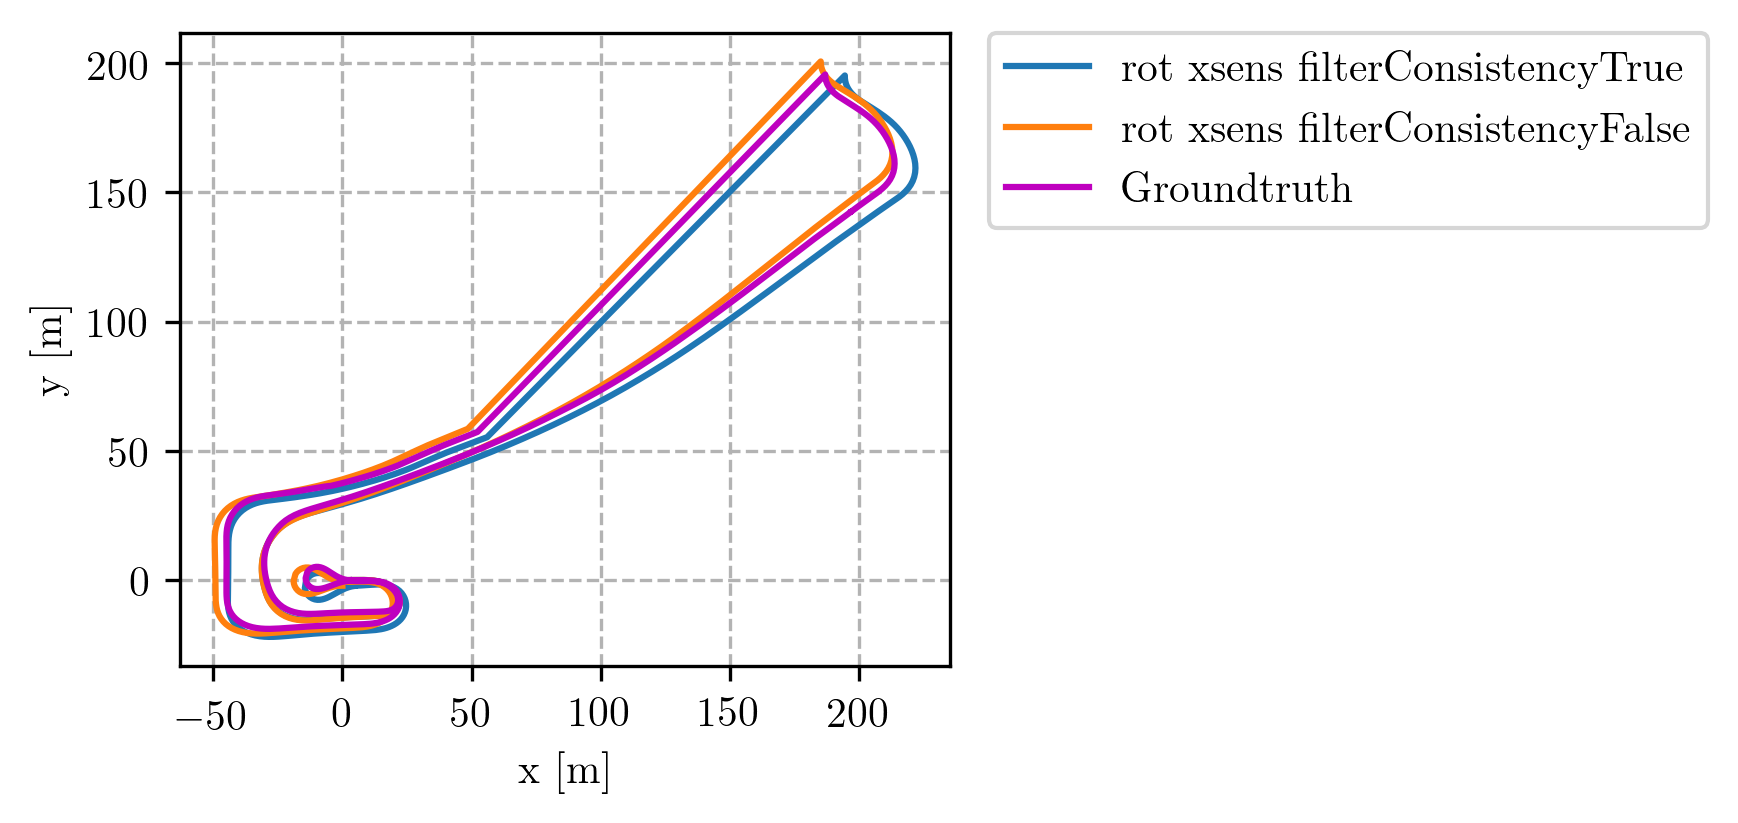 200
150
100
50
0
−50
0
50
100
150
200
x [m]
y [m]
rot xsens filterConsistencyTrue
rot xsens filterConsistencyFalse
Groundtruth